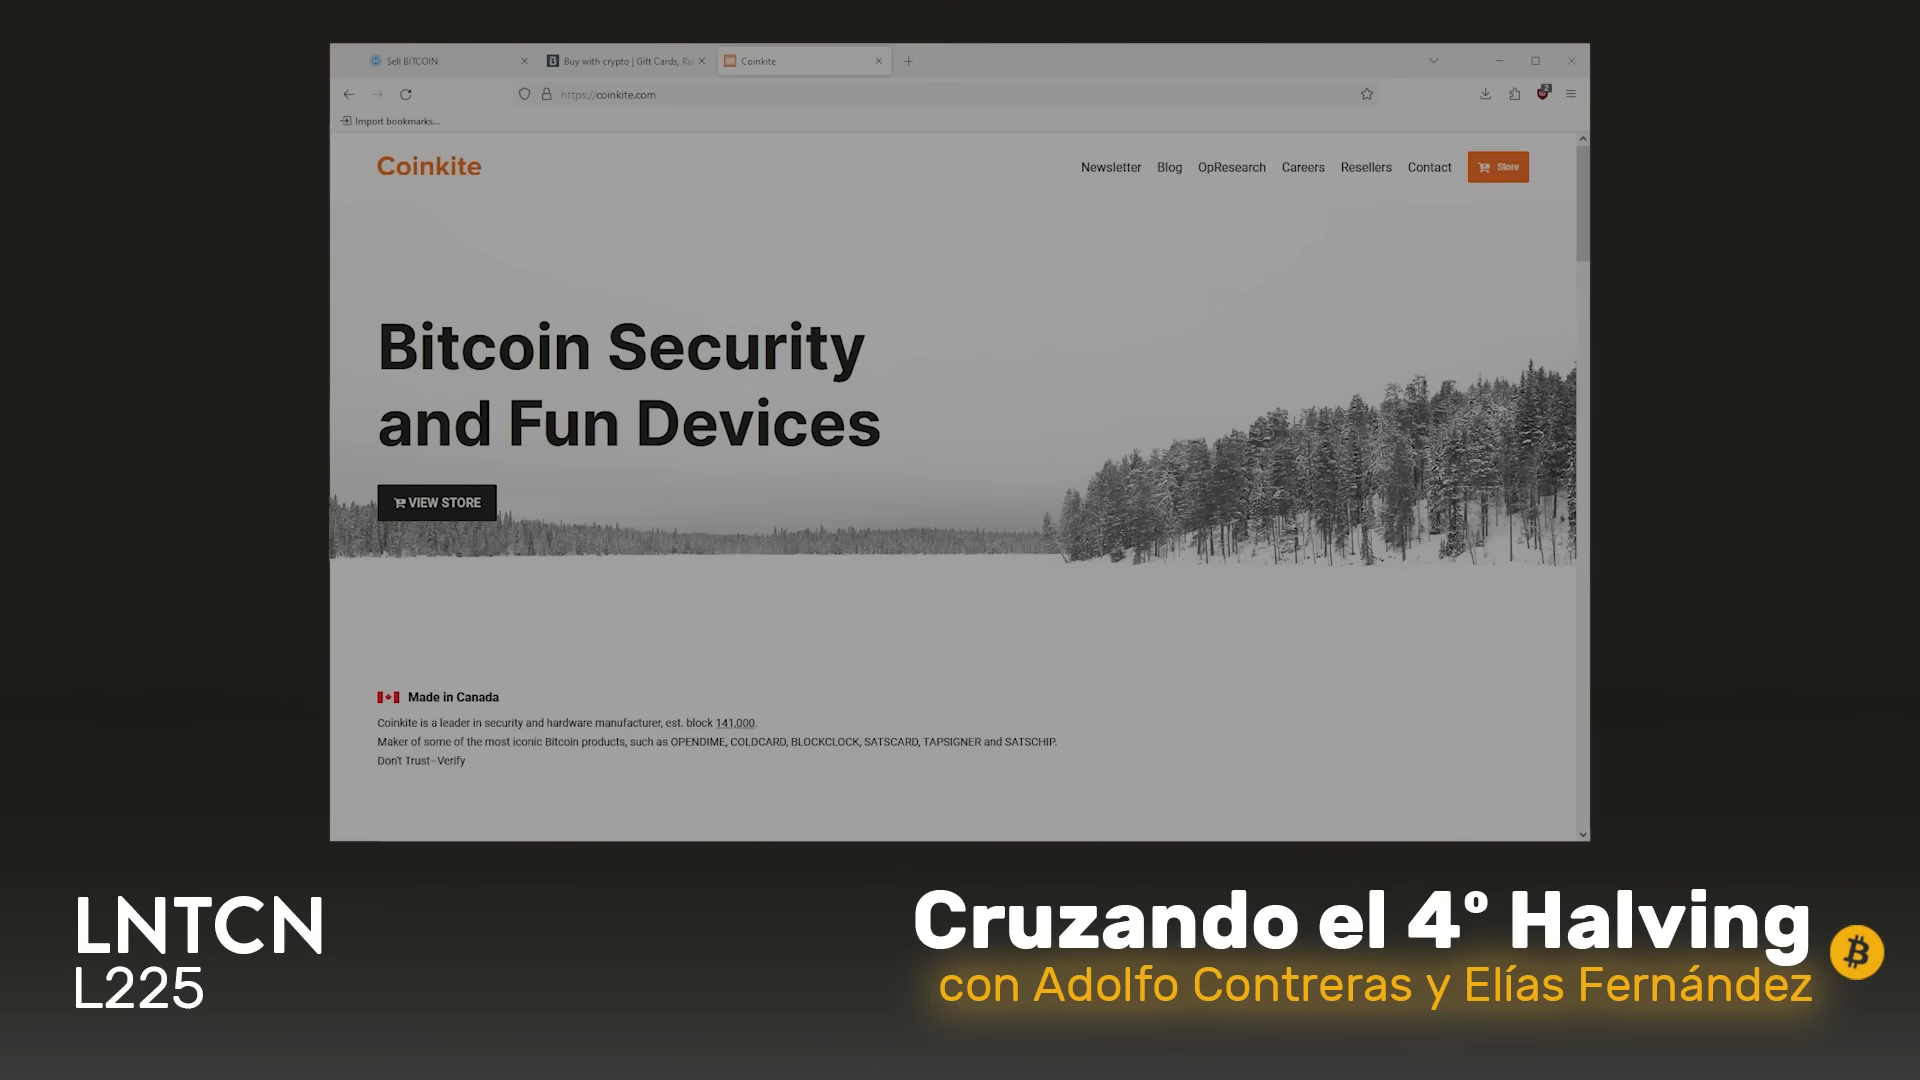 Sell BITCOIN
Buy with crypto | Gift Cards, Re
Coinkite
https://coinkite.com
Import bookmarks...
Coinkite
Newsletter
Blog
OpResearch
Careers
Resellers
Contact
Store
Bitcoin Security
and Fun Devices
VIEW STORE
Made in Canada
Coinkite is a leader in security and hardware manufacturer, est. block 141,000.
Maker of some of the most iconic Bitcoin products, such as OPENDIME, COLDCARD, BLOCKCLOCK, SATSCARD, TAPSIGNER and SATSCHIP.
Don't Trust–Verify
LNTCN
L225
Cruzando el 4º Halving
con Adolfo Contreras y Elías Fernández